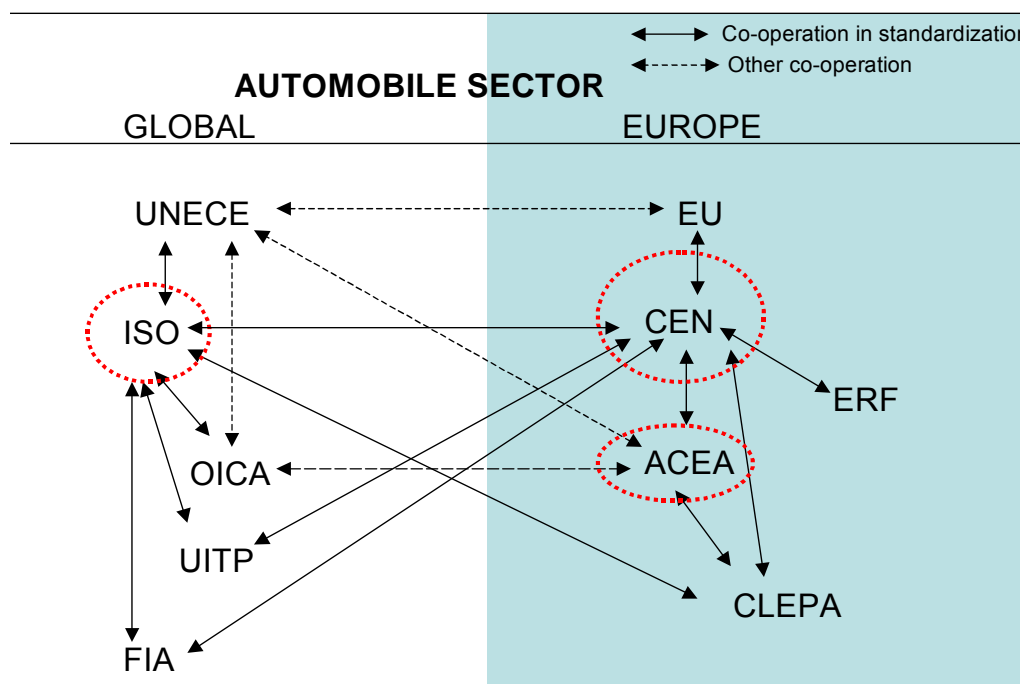 Co-operation in standardization
Other co-operation
AUTOMOBILE SECTOR
GLOBAL
EUROPE
UNECE
EU
ISO
CEN
ERF
OICA
ACEA
UITP
CLEPA
FIA